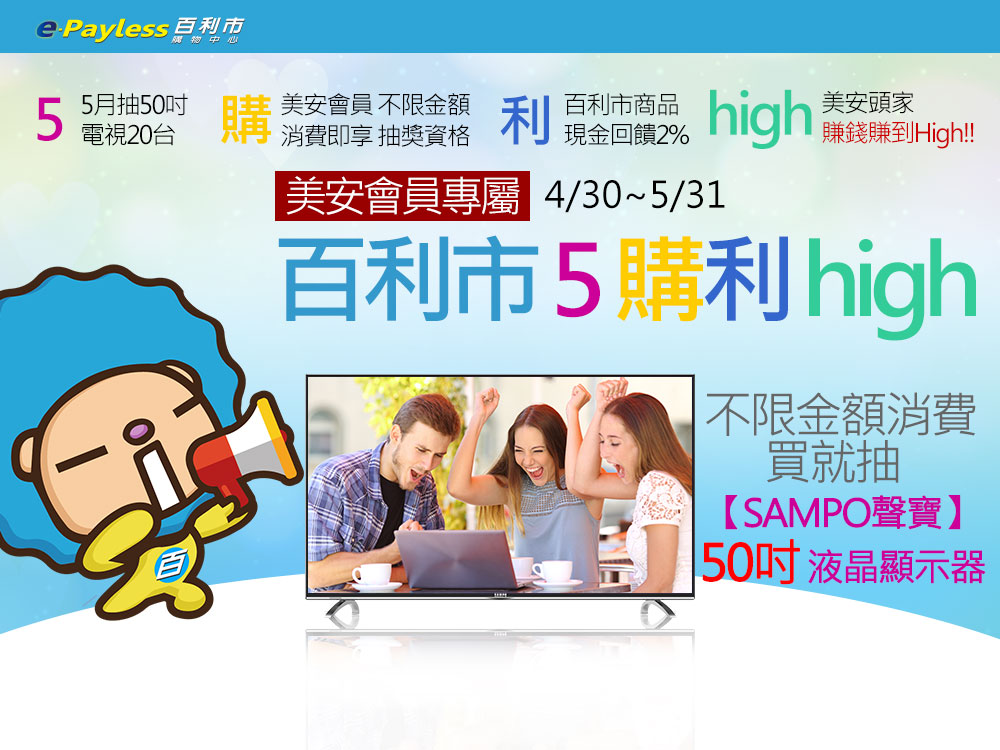 e-Payless 百利市
購物中心
5 5月抽50吋
電視20台
購 美安會員 不限金額
消費即享 抽獎資格
利 百利市商品
現金回饋2%
high 美安頭家
賺錢賺到High!!
美安會員專屬 4/30~5/31
百利市5購利high
不限金額消費
買就抽
【SAMPO聲寶】
50吋 液晶顯示器
百
SAMPO